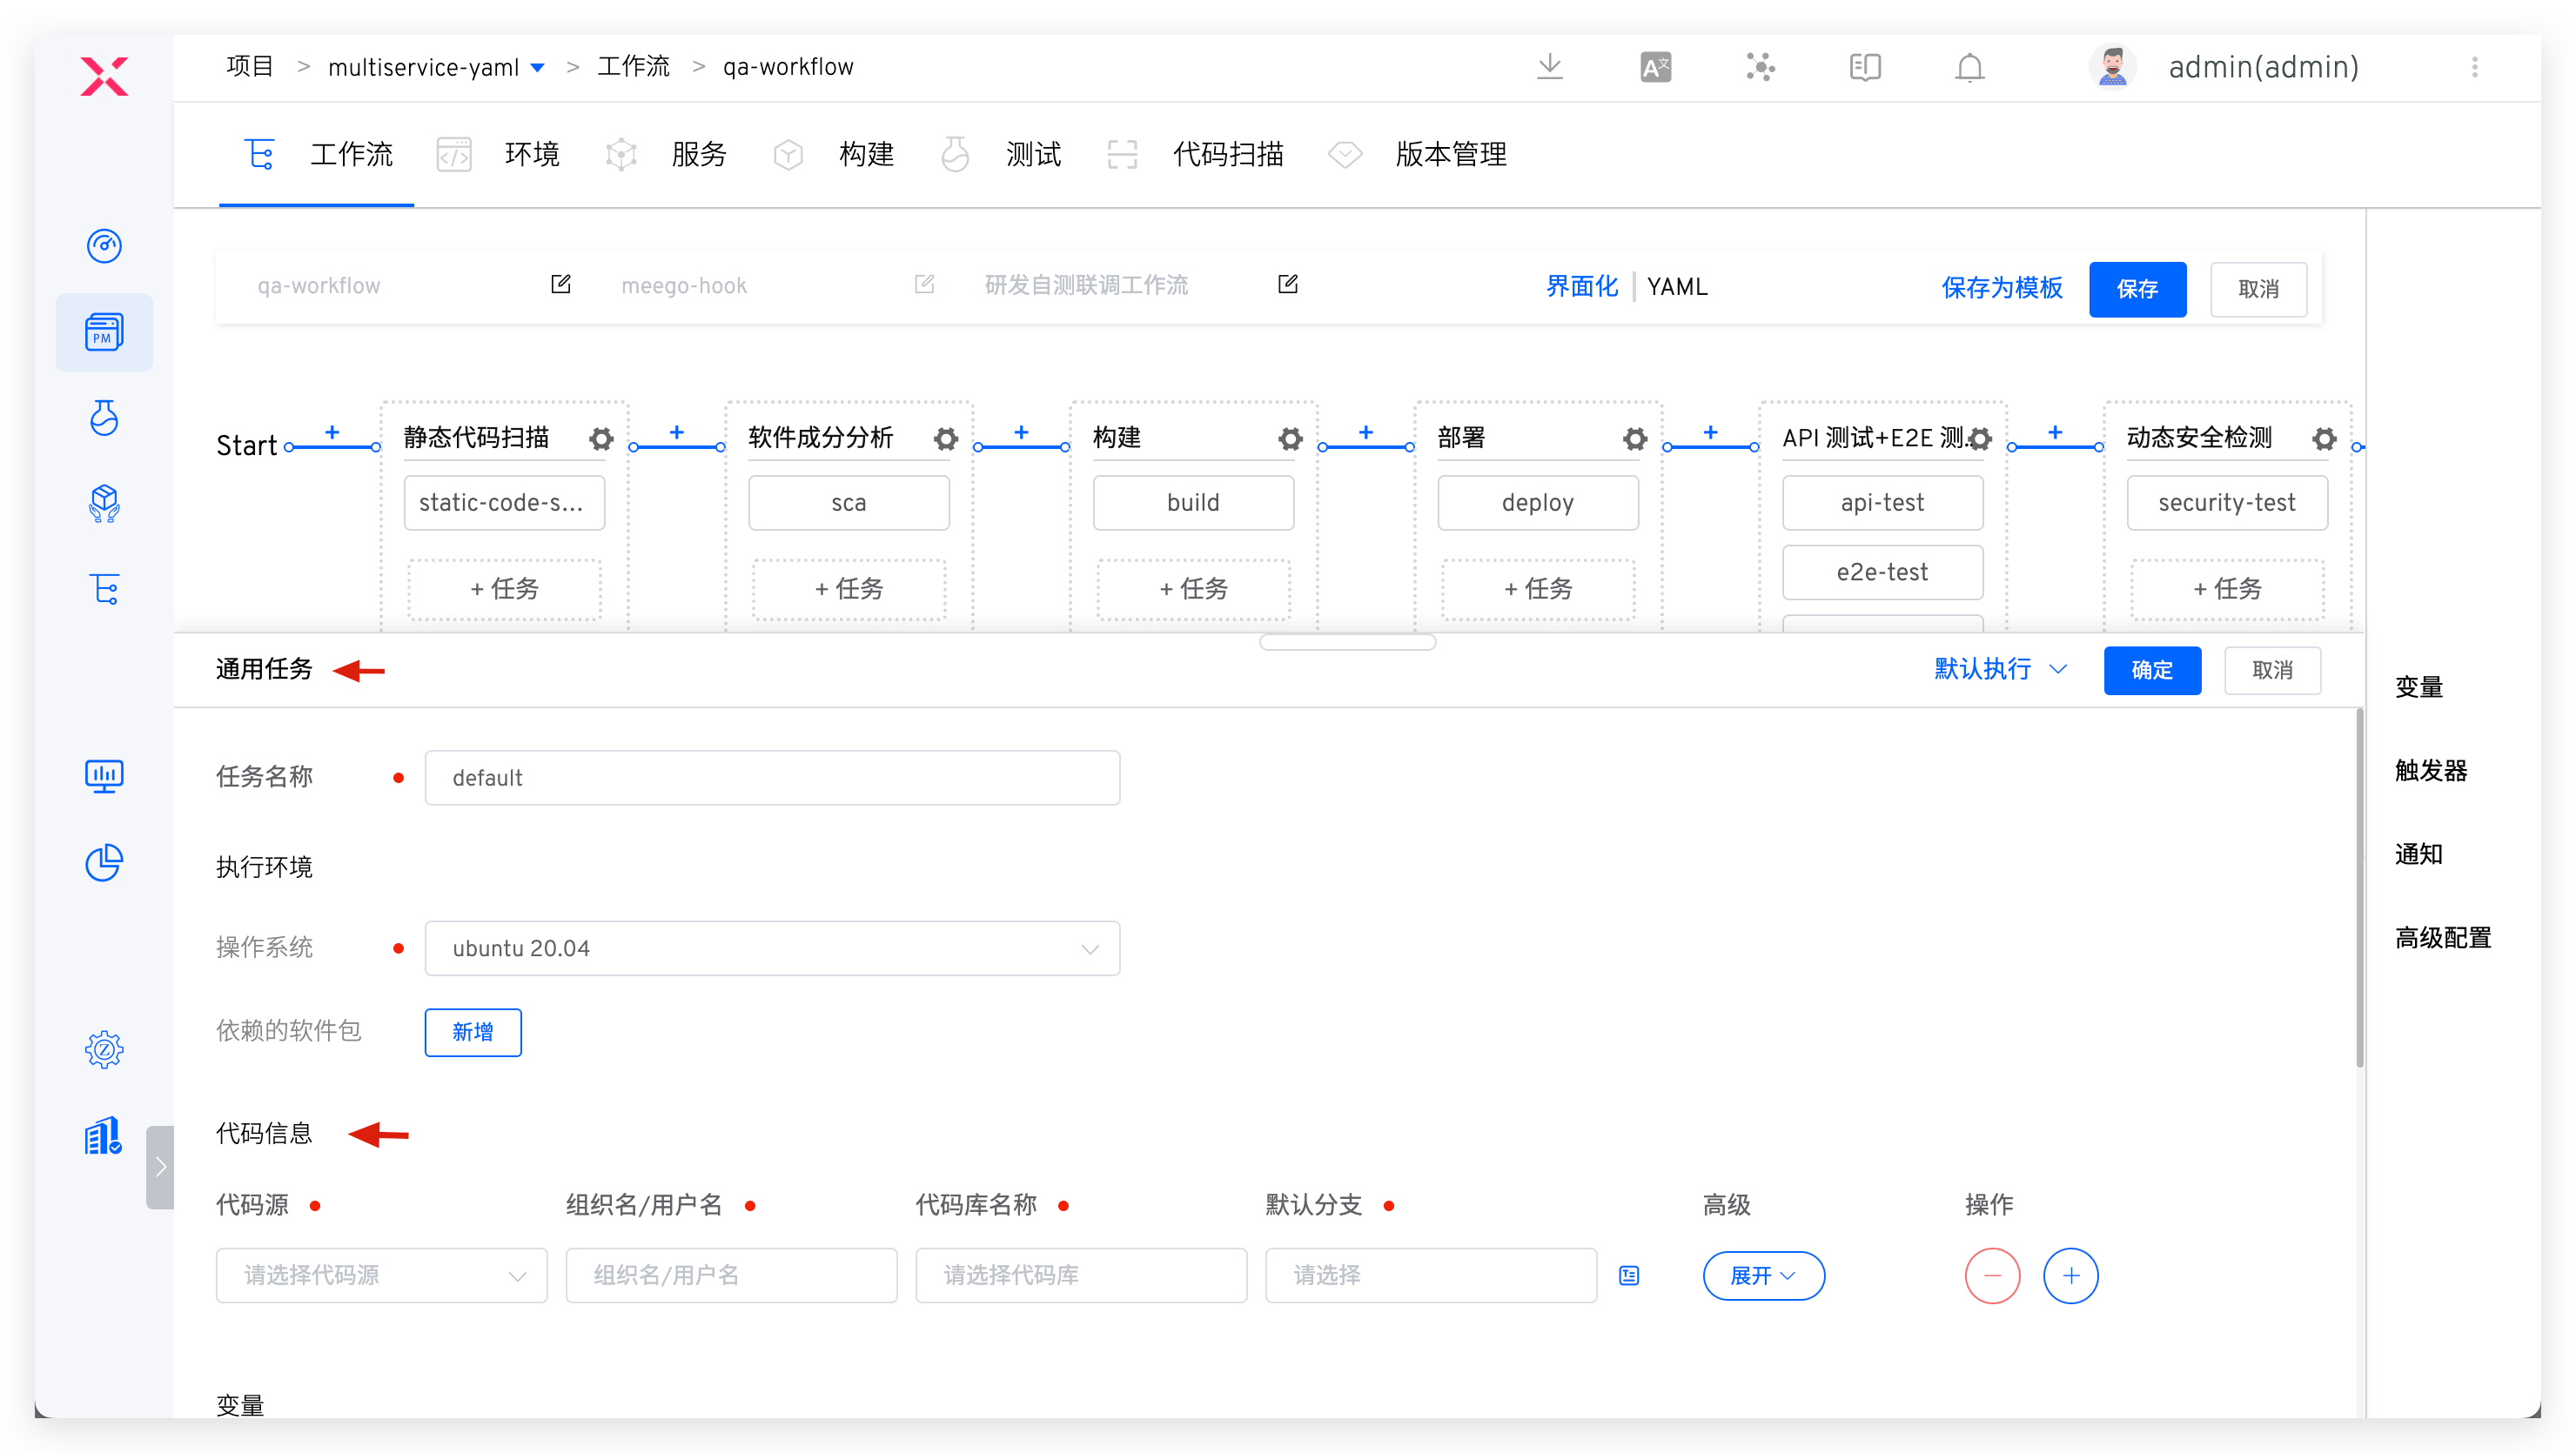 项目 > multiservice-yaml > 工作流 > qa-workflow
admin(admin)
工作流 环境 服务 构建 测试 代码扫描 版本管理
PM
qa-workflow meego-hook 研发自测联调工作流 界面化 | YAML 保存为模板 保存 取消
Start + 静态代码扫描 + 软件成分分析 + 构建 + 部署 + API 测试+E2E 测... + 动态安全检测
static-code-s... sca build deploy api-test security-test
e2e-test
+ 任务 + 任务 + 任务 + 任务 + 任务
通用任务 默认执行 确定 取消
变量
触发器
通知
高级配置
任务名称 default
执行环境
操作系统 ubuntu 20.04
依赖的软件包 新增
代码信息
代码源 组织名/用户名 代码库名称 默认分支 高级 操作
请选择代码源 组织名/用户名 请选择代码库 请选择 展开
变量